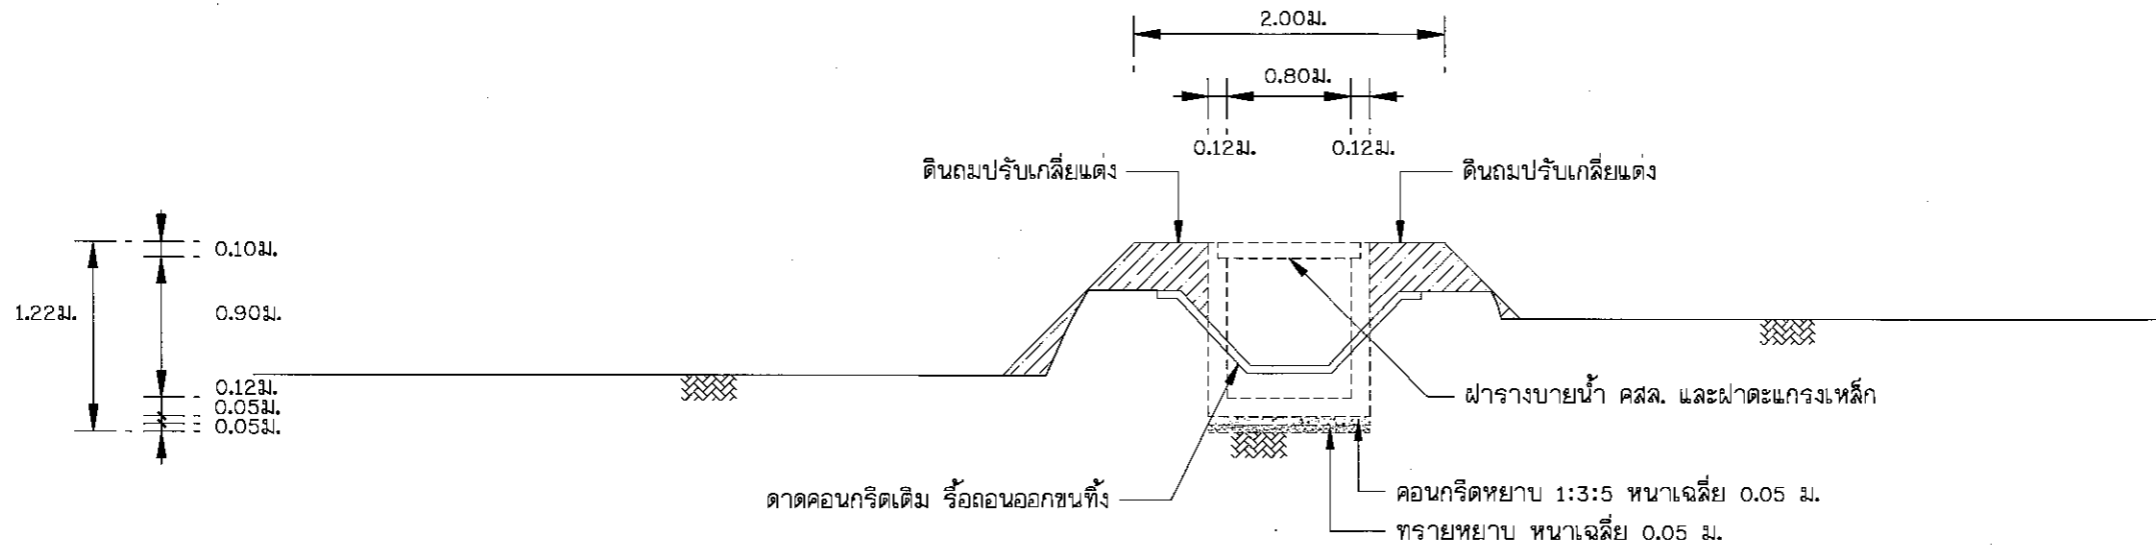 2.00ม.
0.80ม.
0.12ม. 0.12ม.
ดินถมปรับเกลี่ยแต่ง ดินถมปรับเกลี่ยแต่ง
0.10ม.
1.22ม. 0.90ม.
0.12ม.
0.05ม.
0.05ม.
ฝารางบายน้ำ คสล. และฝาตะแกรงเหล็ก
ดาดคอนกรีตเดิม รื้อถอนออกขนทิ้ง
คอนกรีตหยาบ 1:3:5 หนาเฉลี่ย 0.05 ม.
ทรายหยาบ หนาเฉลี่ย 0.05 ม.